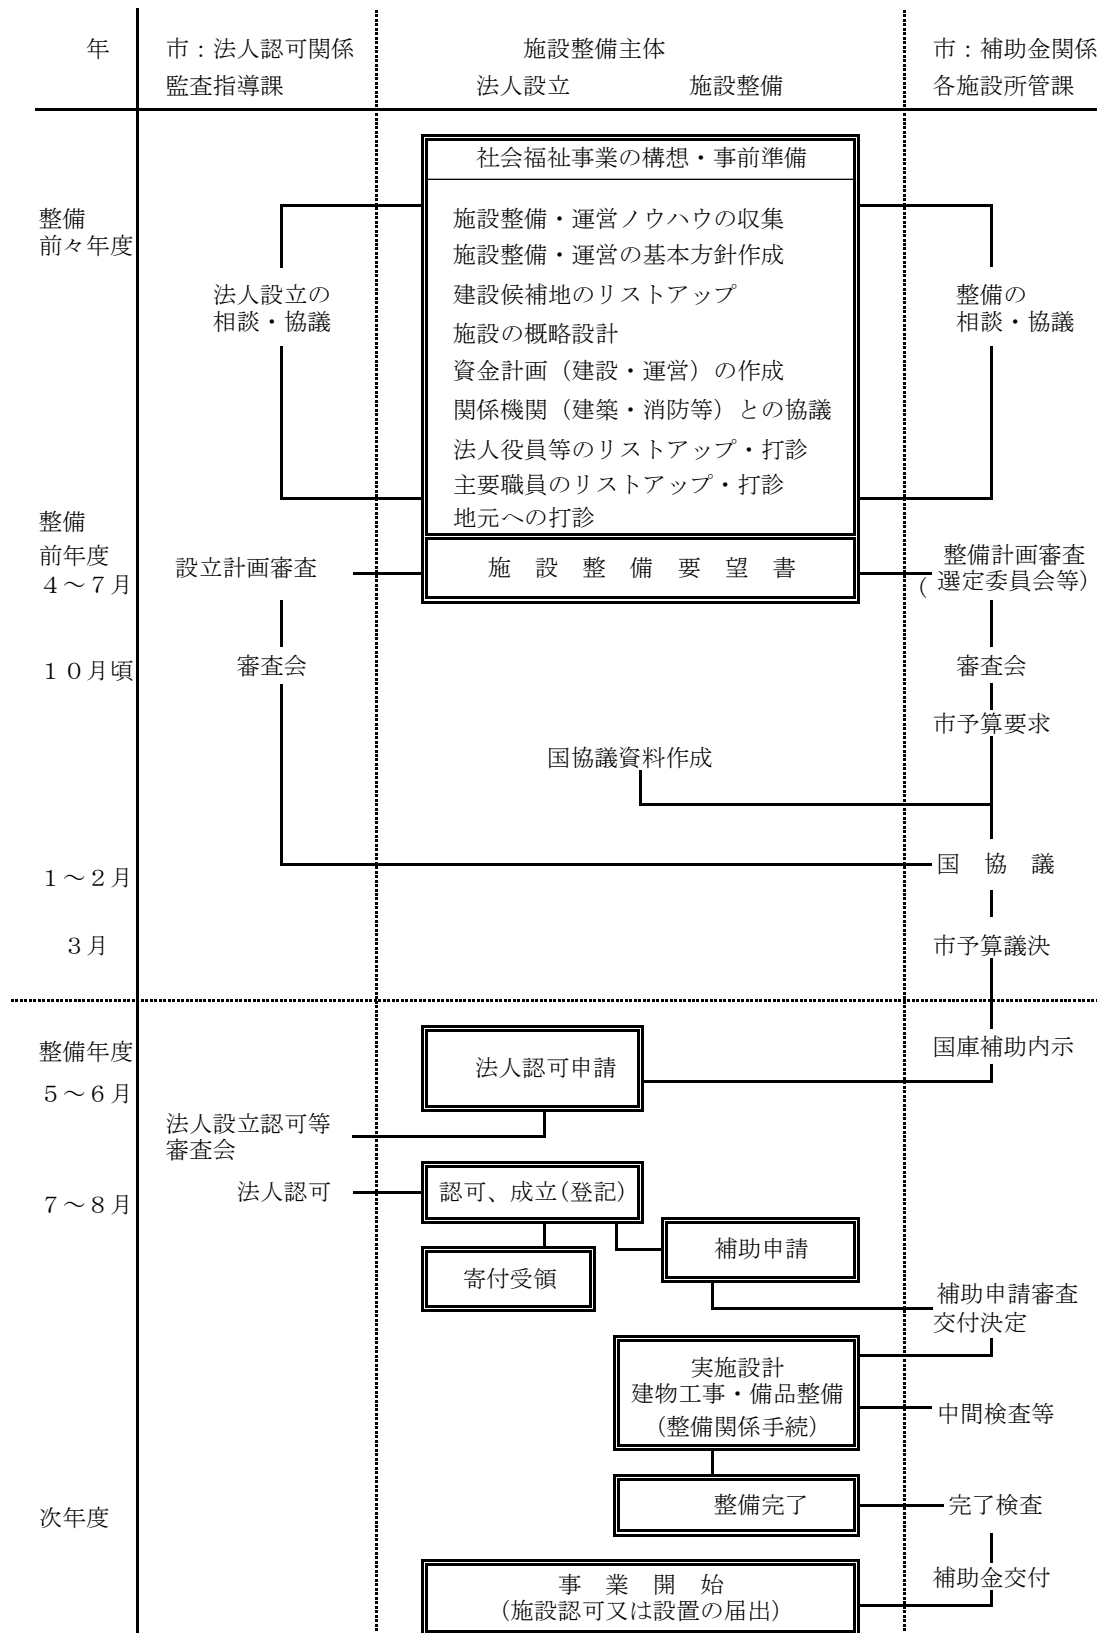 年
市：法人認可関係
施設整備主体
市：補助金関係
監査指導課
法人設立
施設整備
各施設所管課
社会福祉事業の構想・事前準備
整備
前々年度
施設整備・運営ノウハウの収集
施設整備・運営の基本方針作成
建設候補地のリストアップ
施設の概略設計
資金計画（建設・運営）の作成
関係機関（建築・消防等）との協議
法人役員等のリストアップ・打診
主要職員のリストアップ・打診
地元への打診
法人設立の
相談・協議
整備の
相談・協議
整備
前年度
４～７月
設立計画審査
施設整備要望書
整備計画審査
(選定委員会等)
１０月頃
審査会
審査会
市予算要求
国協議資料作成
１～２月
国協議
３月
市予算議決
整備年度
国庫補助内示
５～６月
法人認可申請
法人設立認可等
審査会
７～８月
法人認可
認可、成立(登記)
補助申請
寄付受領
補助申請審査
交付決定
実施設計
建物工事・備品整備
(整備関係手続)
中間検査等
次年度
整備完了
完了検査
補助金交付
事業開始
(施設認可又は設置の届出)